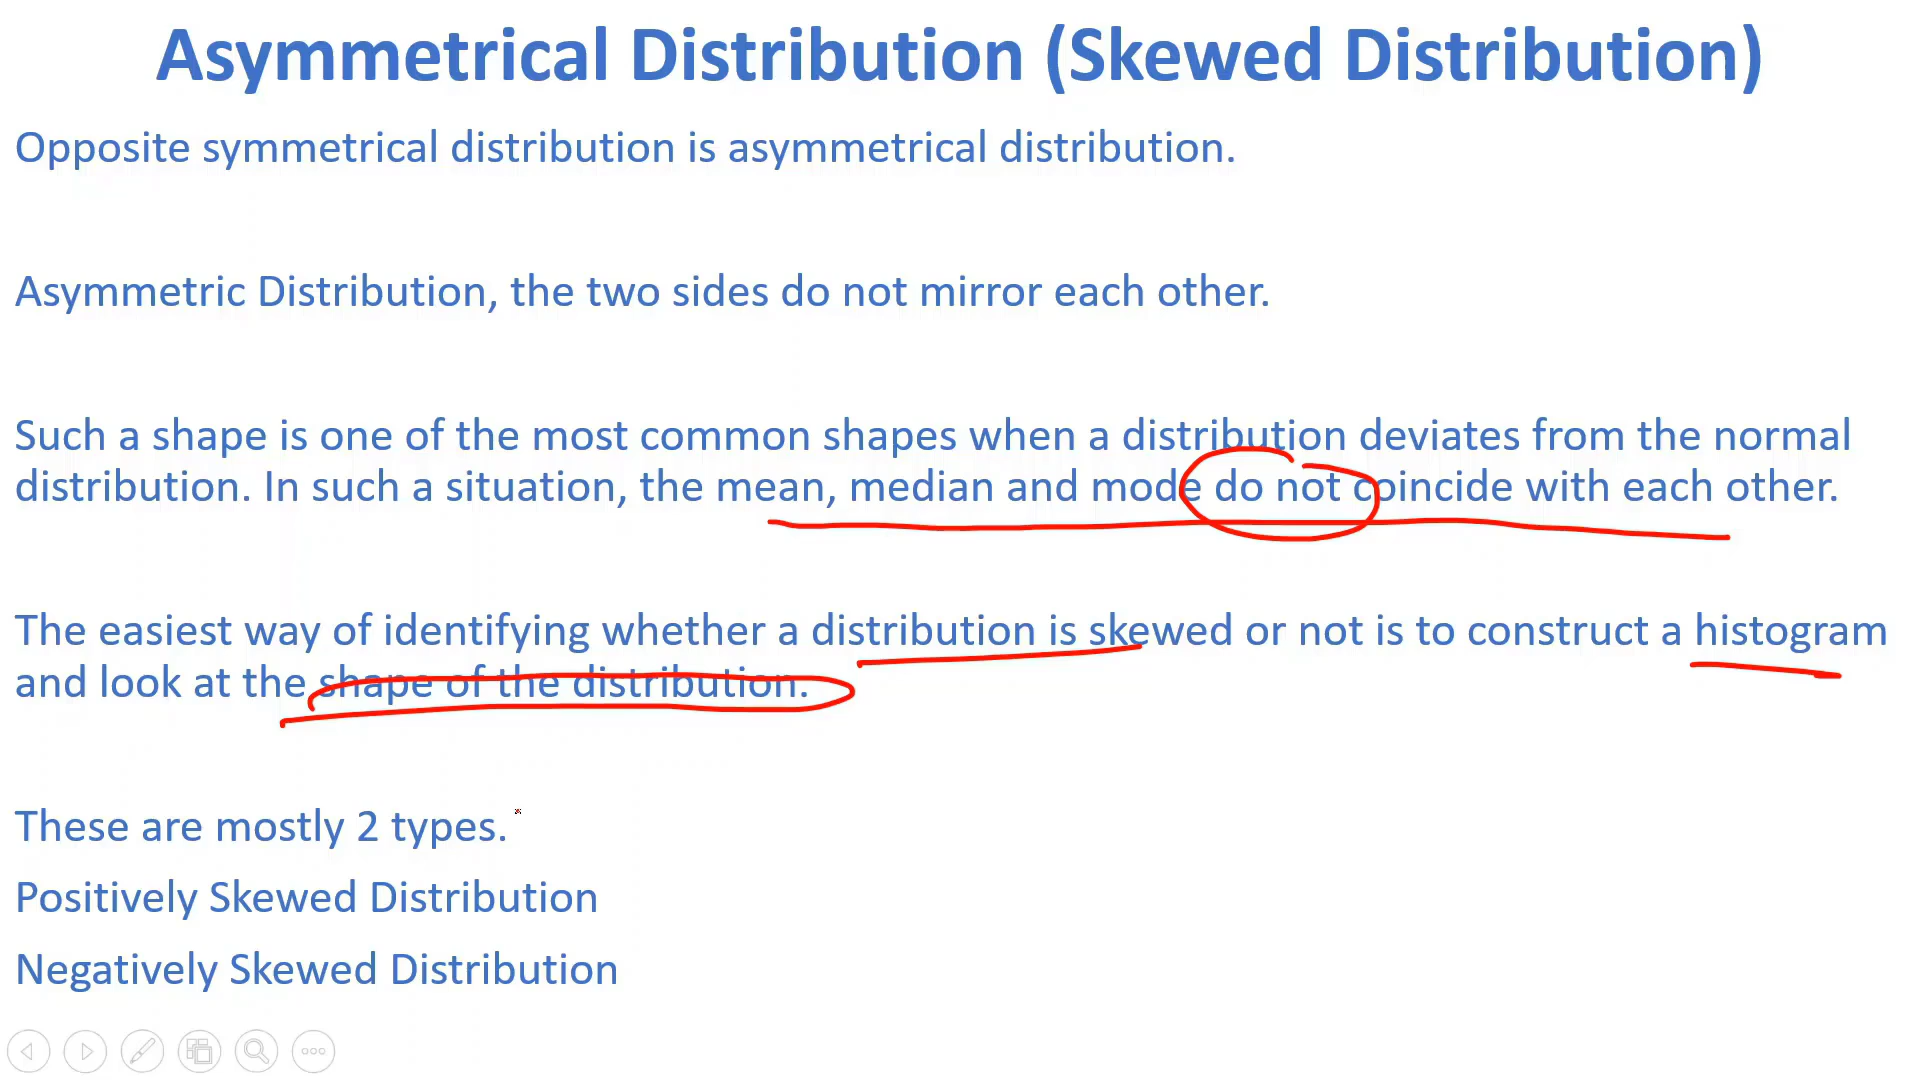 Asymmetrical Distribution (Skewed Distribution)
Opposite symmetrical distribution is asymmetrical distribution.
Asymmetric Distribution, the two sides do not mirror each other.
Such a shape is one of the most common shapes when a distribution deviates from the normal
distribution. In such a situation, the mean, median and mode do not coincide with each other.
The easiest way of identifying whether a distribution is skewed or not is to construct a histogram
and look at the shape of the distribution.
These are mostly 2 types.
Positively Skewed Distribution
Negatively Skewed Distribution